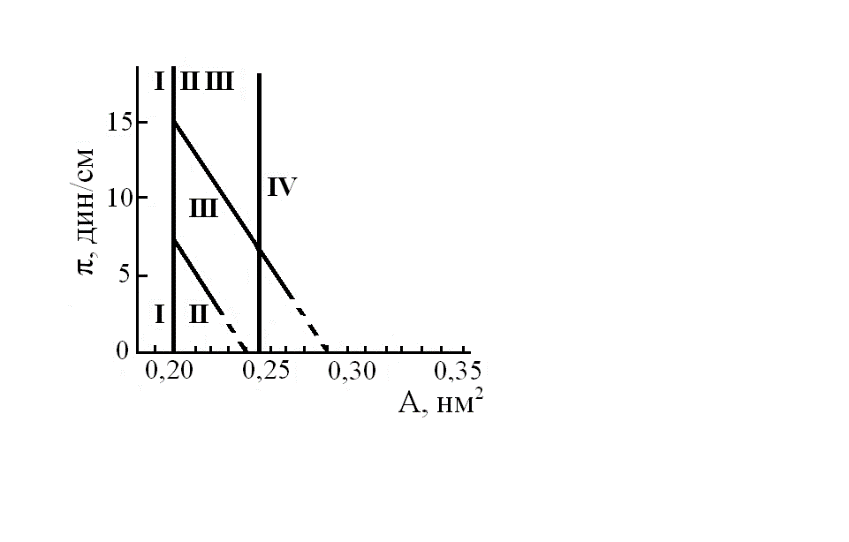 I II III
15
IV
10
III
π, дин/см
5
I II
0
0,20 0,25 0,30 0,35
A, нм²